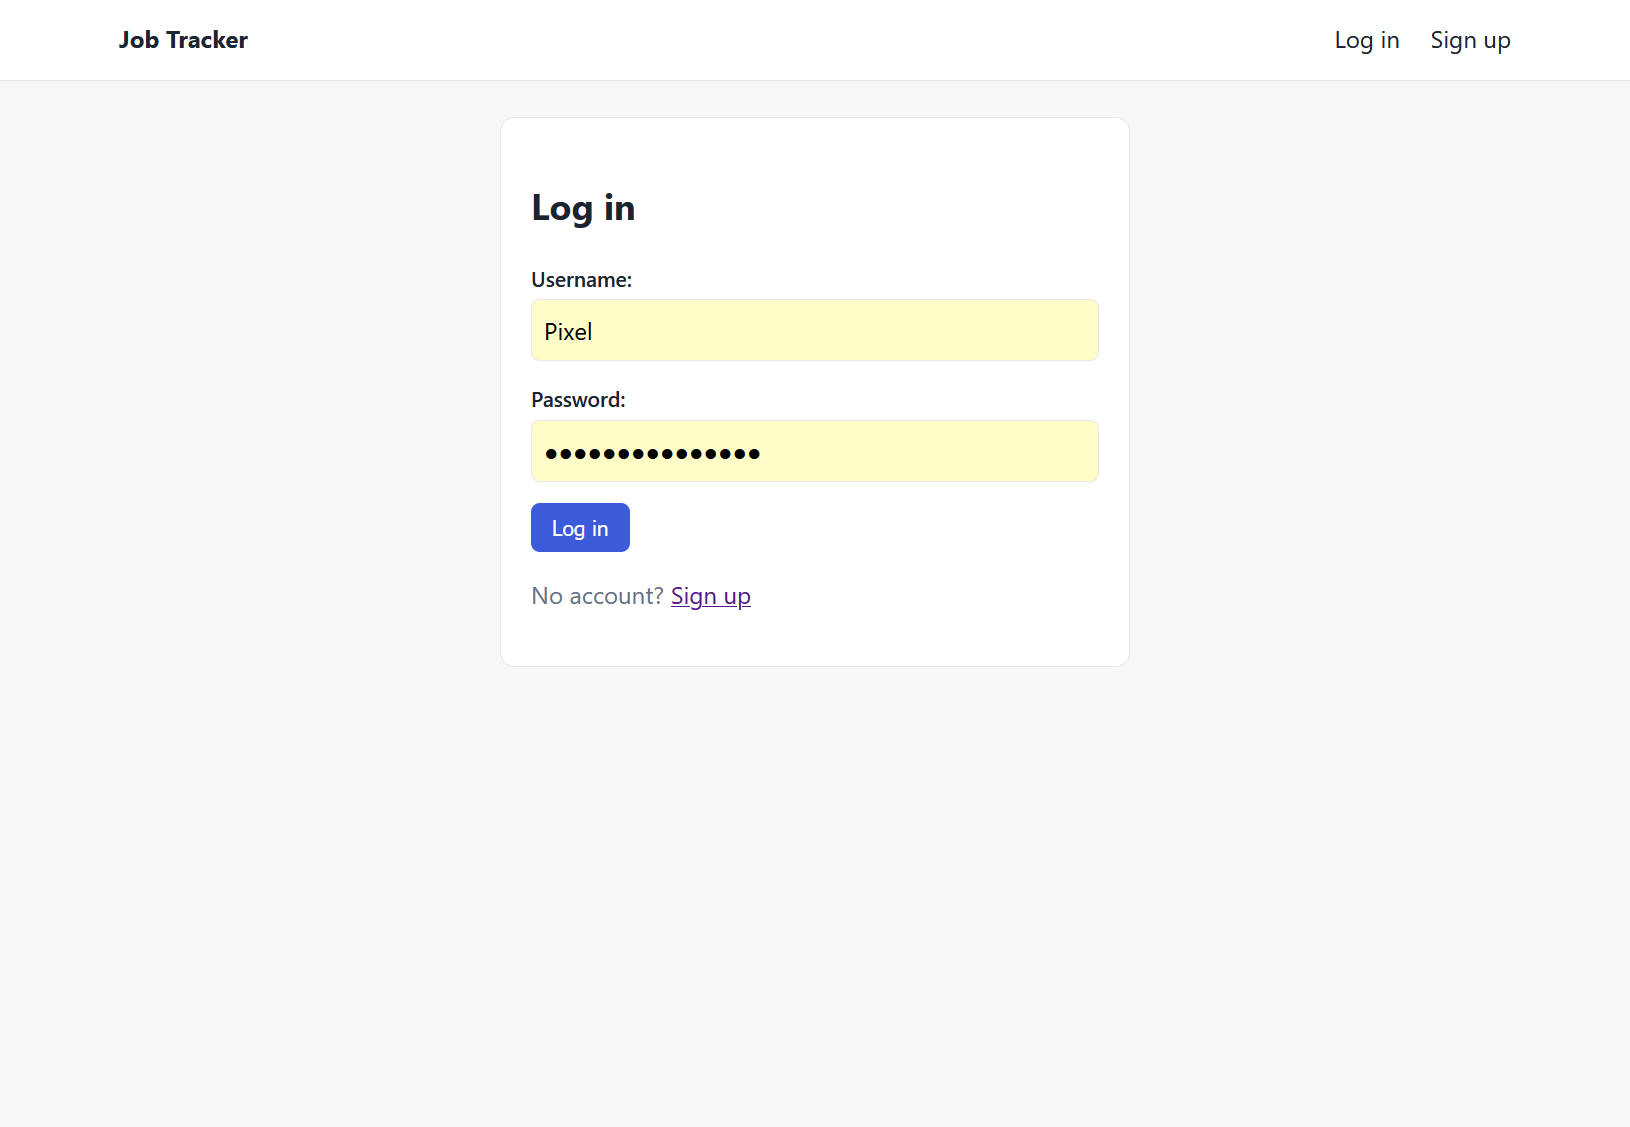 Job Tracker
Log in
Sign up
Log in
Username:
Pixel
Password:
•••••••••••••••
Log in
No account? Sign up